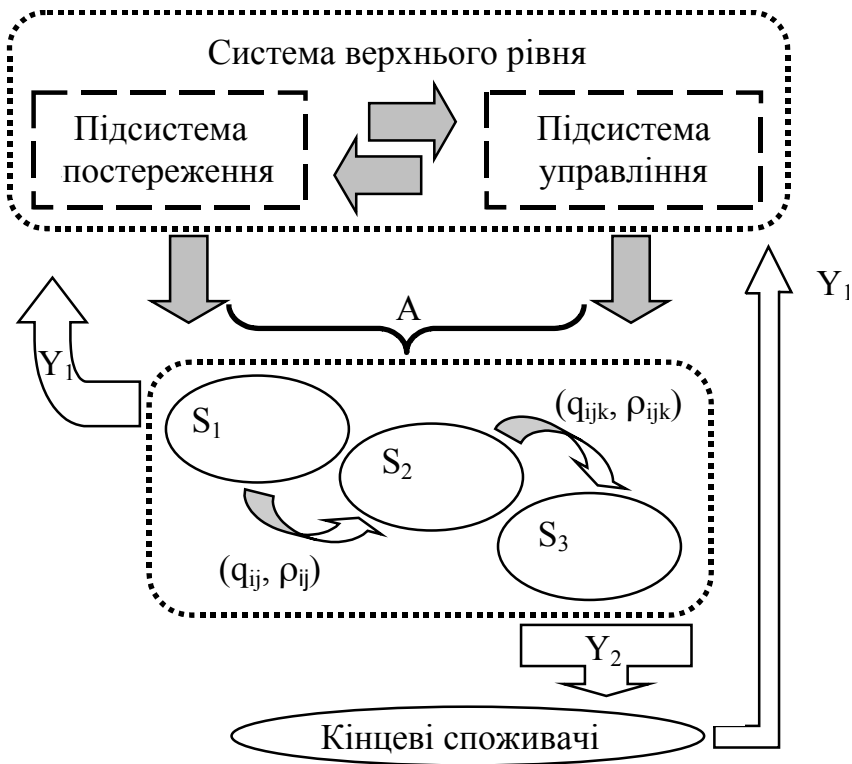 Система верхнього рівня
Підсистема
постереження
Підсистема
управління
Y₁
A
Y₁
S₁
(qᵢⱼₖ, ρᵢⱼₖ)
S₂
S₃
(qᵢⱼ, ρᵢⱼ)
Y₂
Кінцеві споживачі